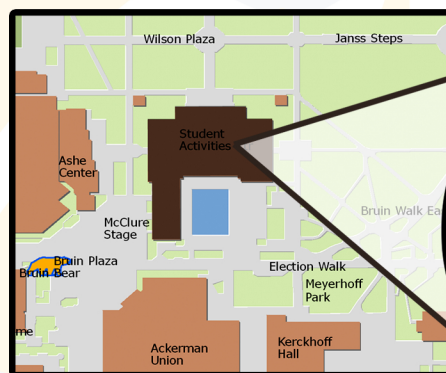 Wilson Plaza
Janss Steps
Student
Activities
Ashe
Center
Bruin Walk Ea
McClure
Stage
Bruin Plaza
Bruin Bear
Election Walk
Meyerhoff
Park
me
Ackerman
Union
Kerckhoff
Hall